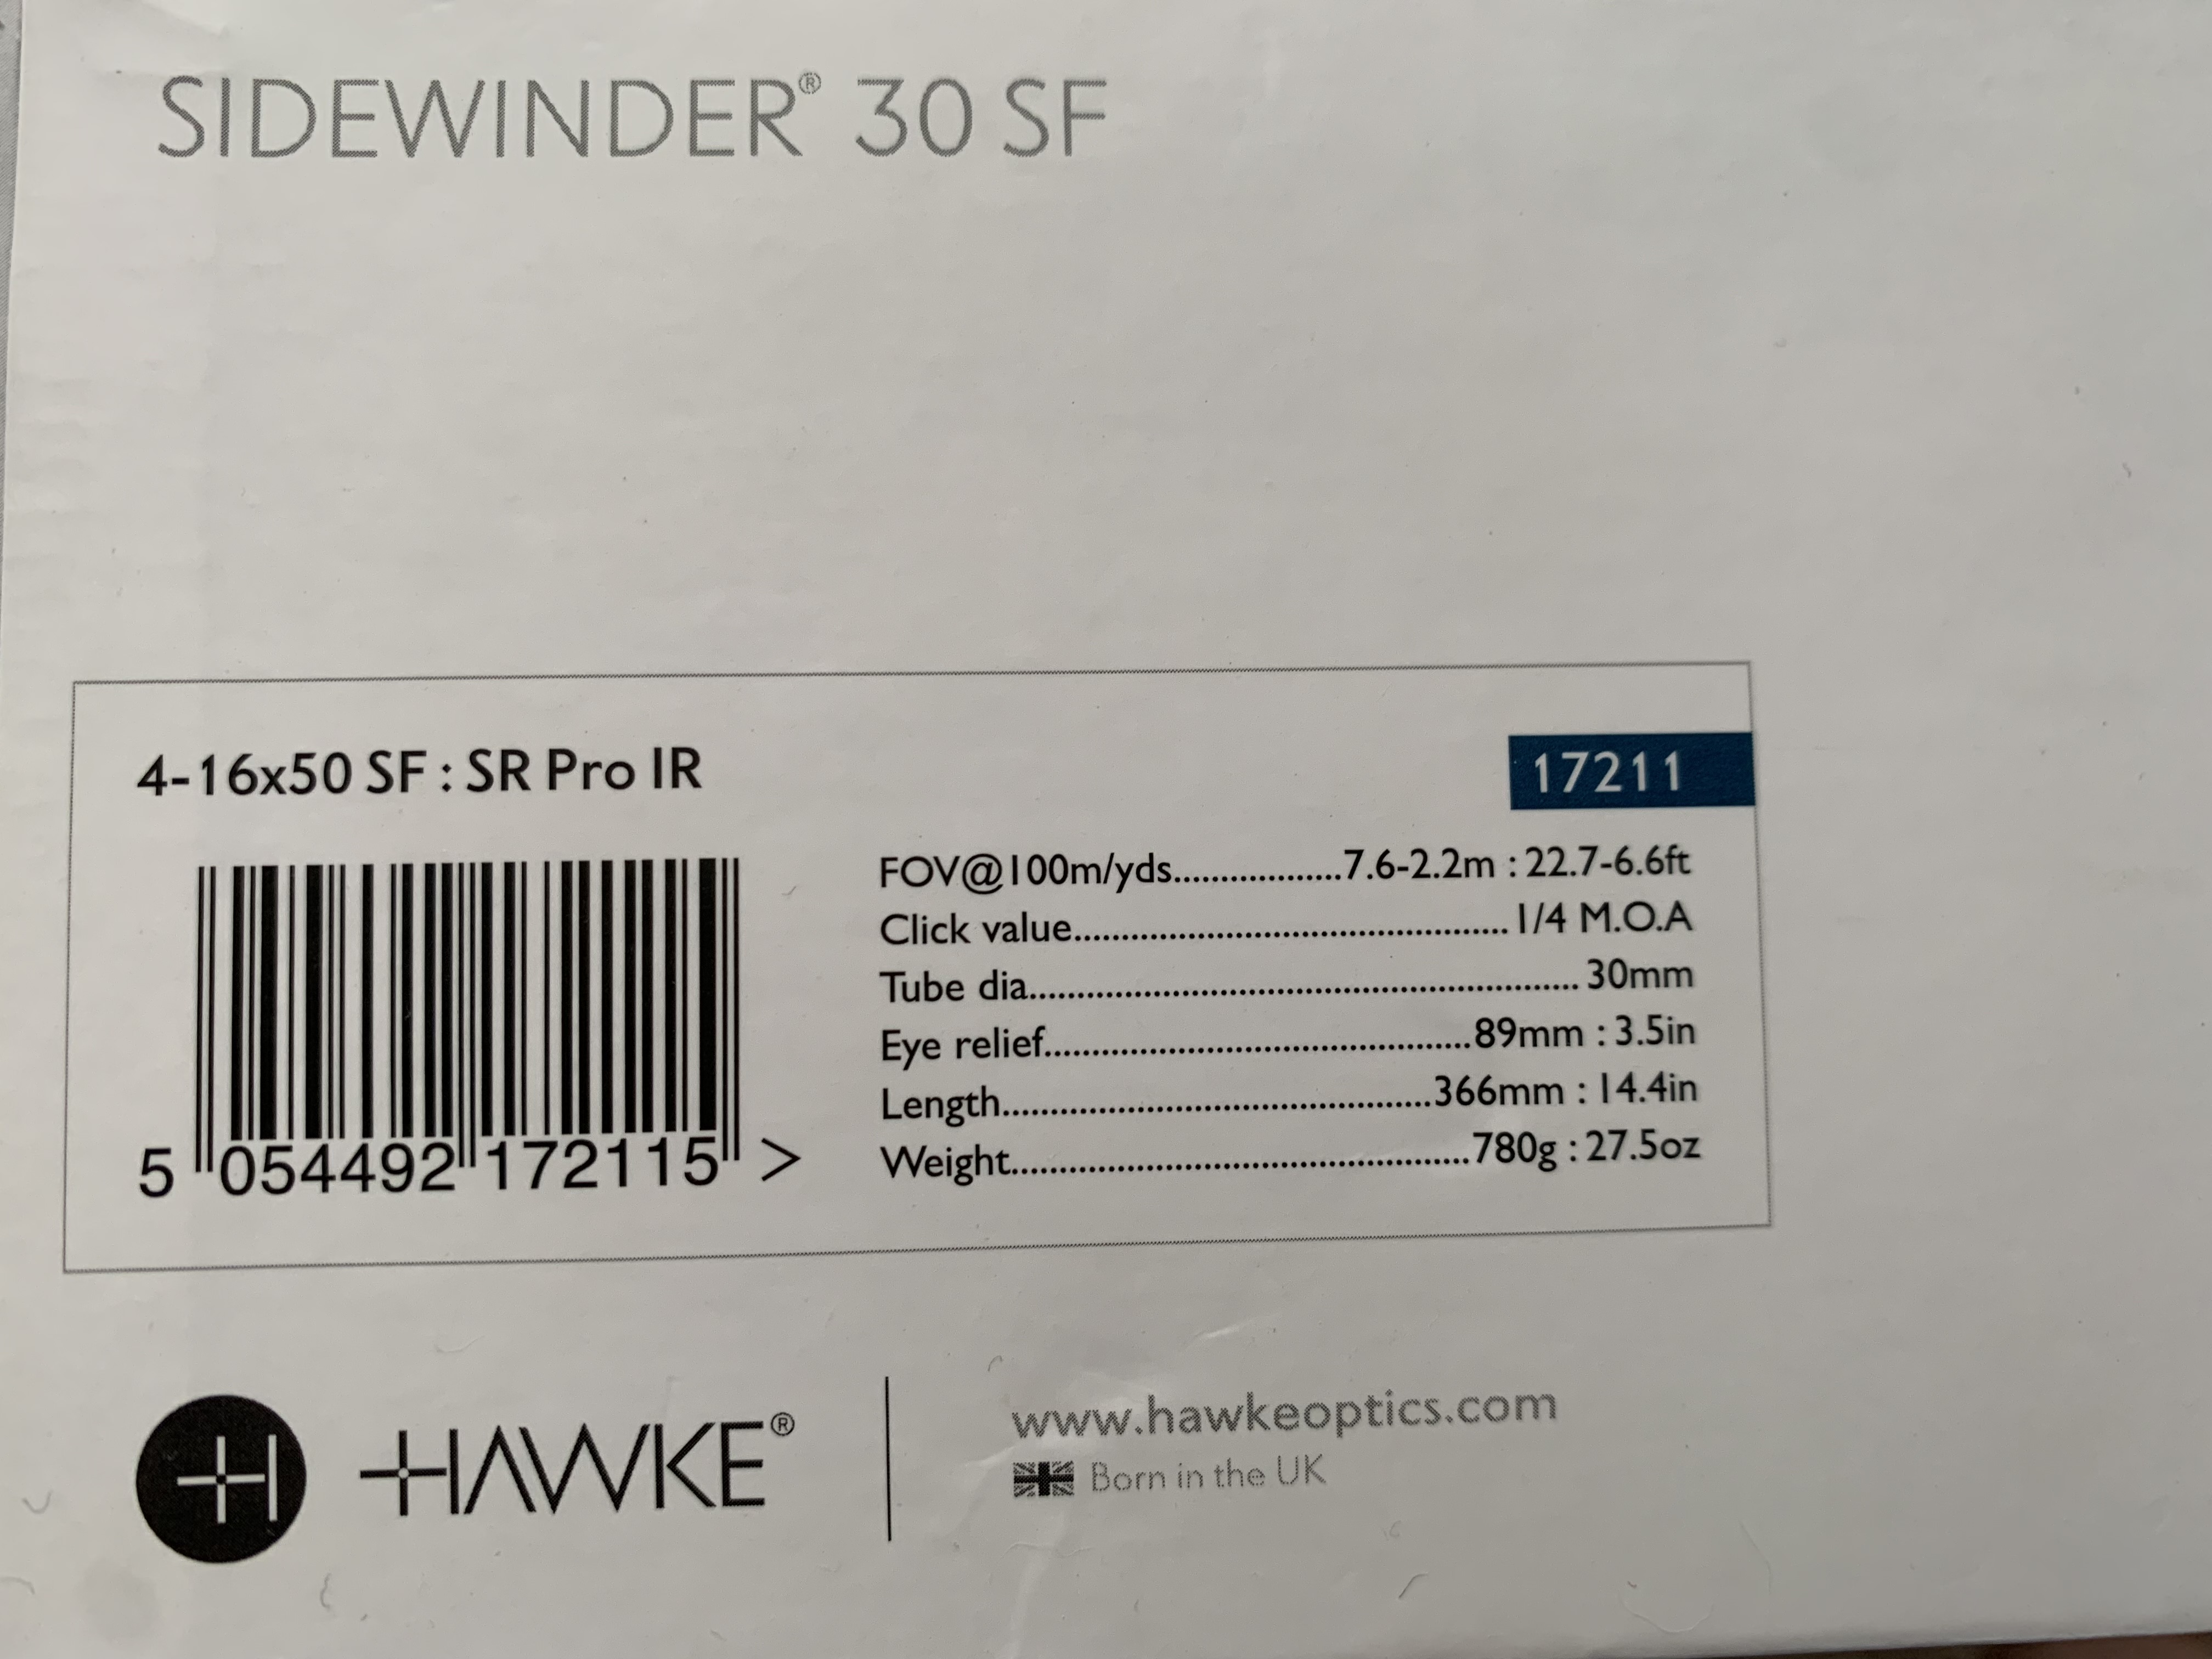 SIDEWINDER® 30 SF
4-16x50 SF : SR Pro IR
17211
FOV@100m/yds..................7.6-2.2m : 22.7-6.6ft
Click value.............................................. 1/4 M.O.A
Tube dia.......................................................... 30mm
Eye relief.............................................89mm : 3.5in
Length.............................................366mm : 14.4in
Weight................................................780g : 27.5oz
5 054492 172115 >
HAWKE®
www.hawkeoptics.com
Born in the UK